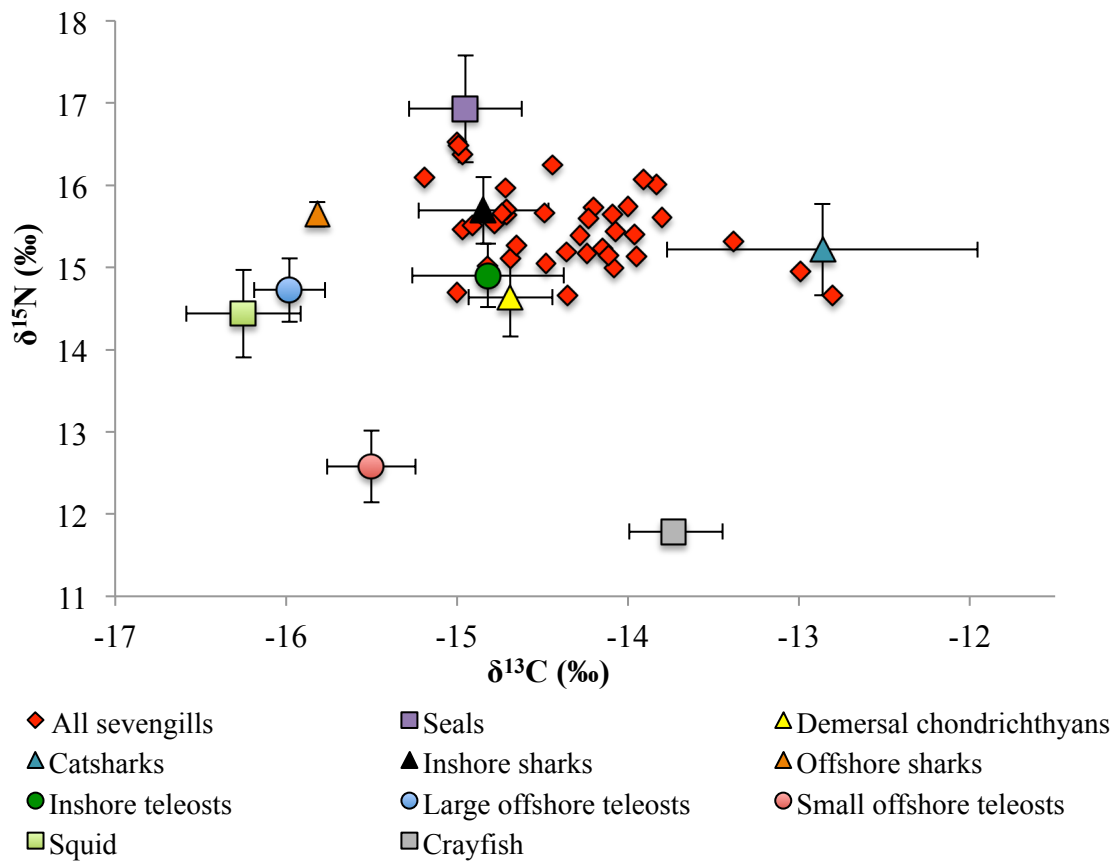 18
17
16
15
14
13
12
11
δ¹⁵N (‰)
-17 -16 -15 -14 -13 -12
δ¹³C (‰)
All sevengills Seals Demersal chondrichthyans
Catsharks Inshore sharks Offshore sharks
Inshore teleosts Large offshore teleosts Small offshore teleosts
Squid Crayfish